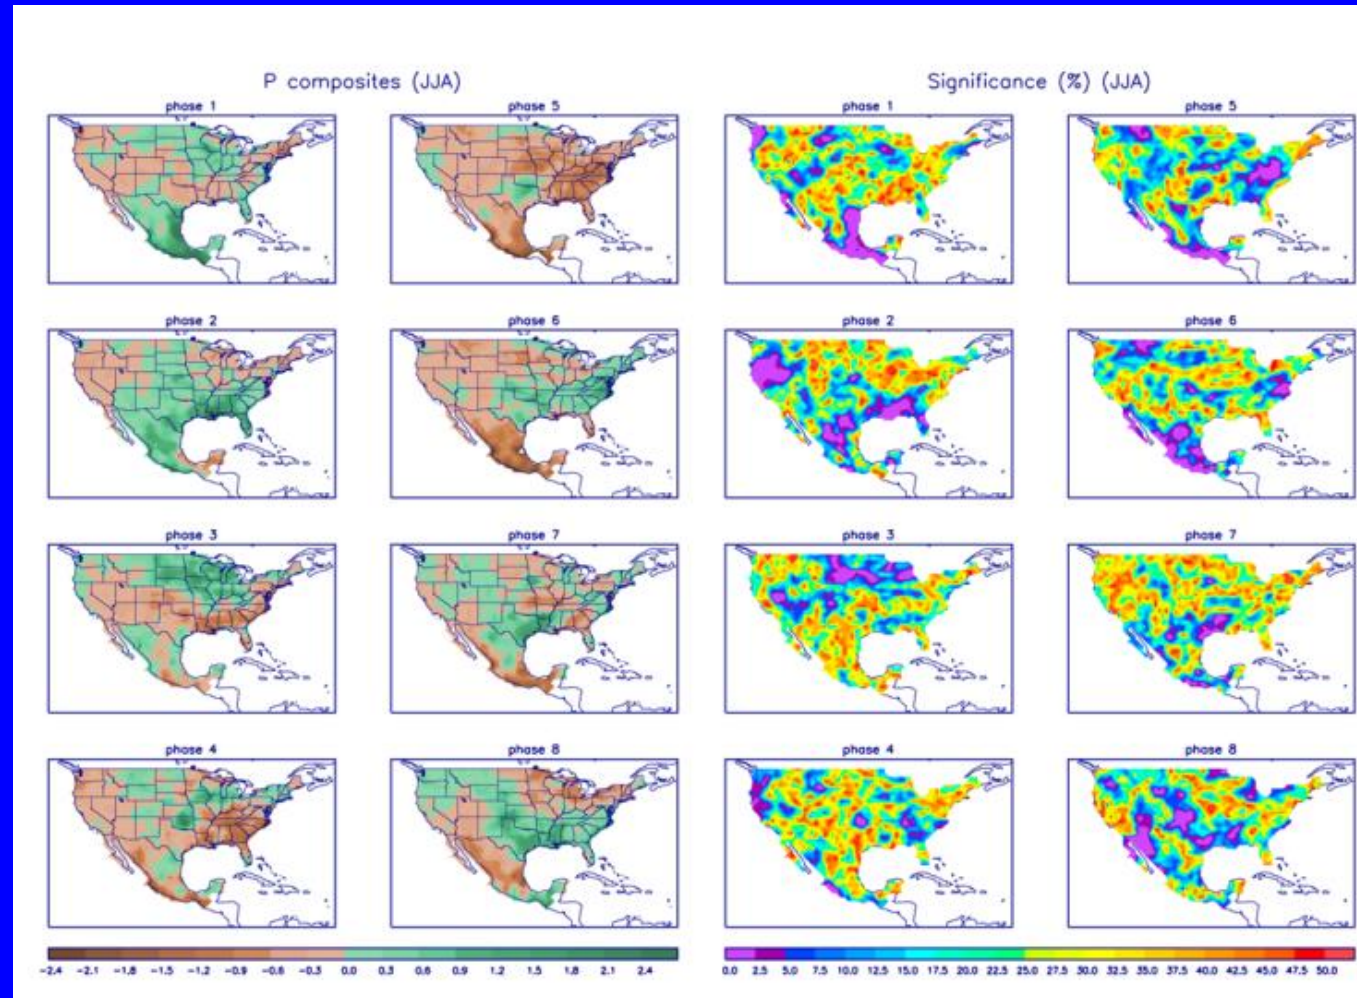 P composites (JJA) Significance (%) (JJA)
phase 1 phase 5 phase 1 phase 5
phase 2 phase 6 phase 2 phase 6
phase 3 phase 7 phase 3 phase 7
phase 4 phase 8 phase 4 phase 8
-2.4 -2.1 -1.8 -1.5 -1.2 -0.9 -0.6 -0.3 0.0 0.3 0.6 0.9 1.2 1.5 1.8 2.1 2.4 0.0 2.5 5.0 7.5 10.0 12.5 15.0 17.5 20.0 22.5 25.0 27.5 30.0 32.5 35.0 37.5 40.0 42.5 45.0 47.5 50.0